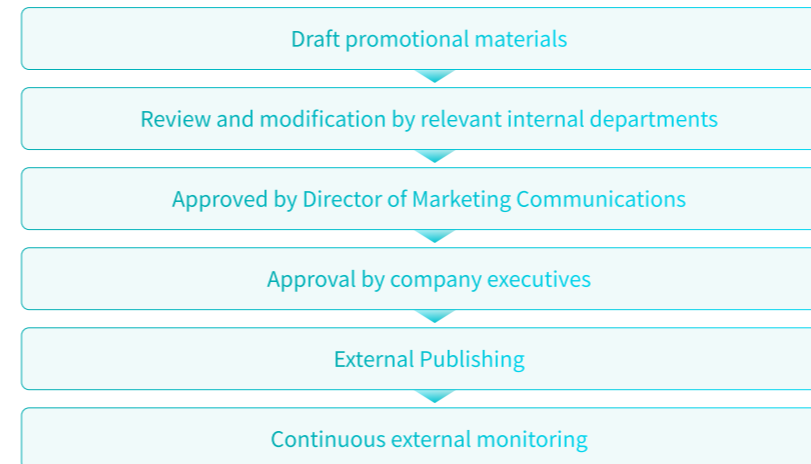 Draft promotional materials
Review and modification by relevant internal departments
Approved by Director of Marketing Communications
Approval by company executives
External Publishing
Continuous external monitoring